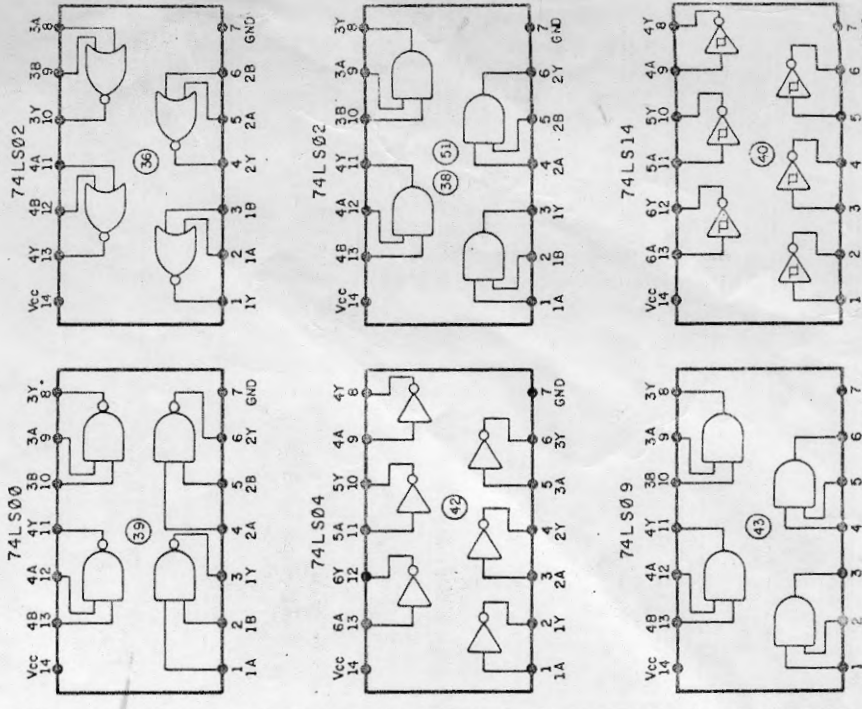 74LS00
Vcc 4B 4A 4Y 3B 3A 3Y
14 13 12 11 10 9 8
39
1 2 3 4 5 6 7
1A 1B 1Y 2A 2B 2Y GND
74LS02
Vcc 4Y 4B 4A 3Y 3B 3A
14 13 12 11 10 9 8
36
1 2 3 4 5 6 7
1Y 1A 1B 2Y 2A 2B GND
74LS04
Vcc 6A 6Y 5A 5Y 4A 4Y
14 13 12 11 10 9 8
42
1 2 3 4 5 6 7
1A 1Y 2A 2Y 3A 3Y GND
74LS02
Vcc 4B 4A 4Y 3B 3A 3Y
14 13 12 11 10 9 8
38 51
1 2 3 4 5 6 7
1A 1B 1Y 2A 2B 2Y GND
74LS09
Vcc 4B 4A 4Y 3B 3A 3Y
14 13 12 11 10 9 8
43
1 2 3 4 5 6 7
74LS14
Vcc 6A 6Y 5A 5Y 4A 4Y
14 13 12 11 10 9 8
40
1 2 3 4 5 6 7